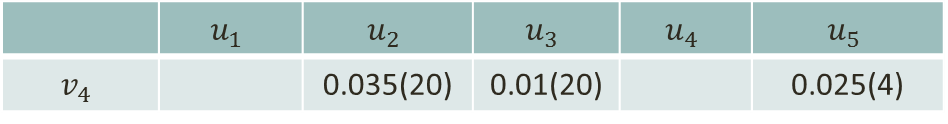 u₁ u₂ u₃ u₄ u₅
v₄ 0.035(20) 0.01(20) 0.025(4)